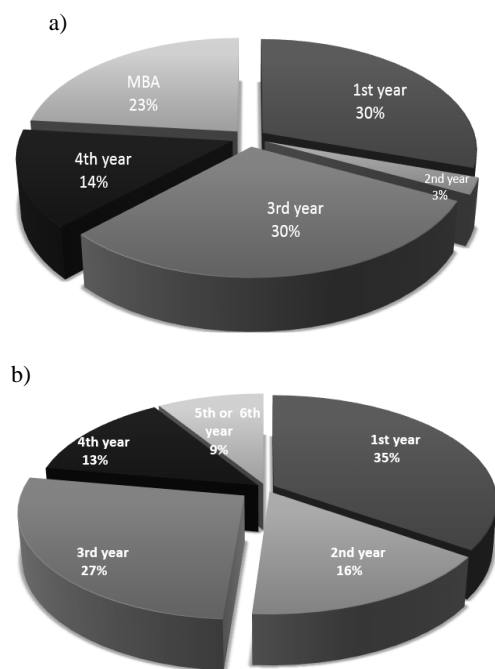 a)
MBA
23%
1st year
30%
4th year
14%
2nd year
3%
3rd year
30%
b)
5th or 6th
year
9%
4th year
13%
1st year
35%
3rd year
27%
2nd year
16%